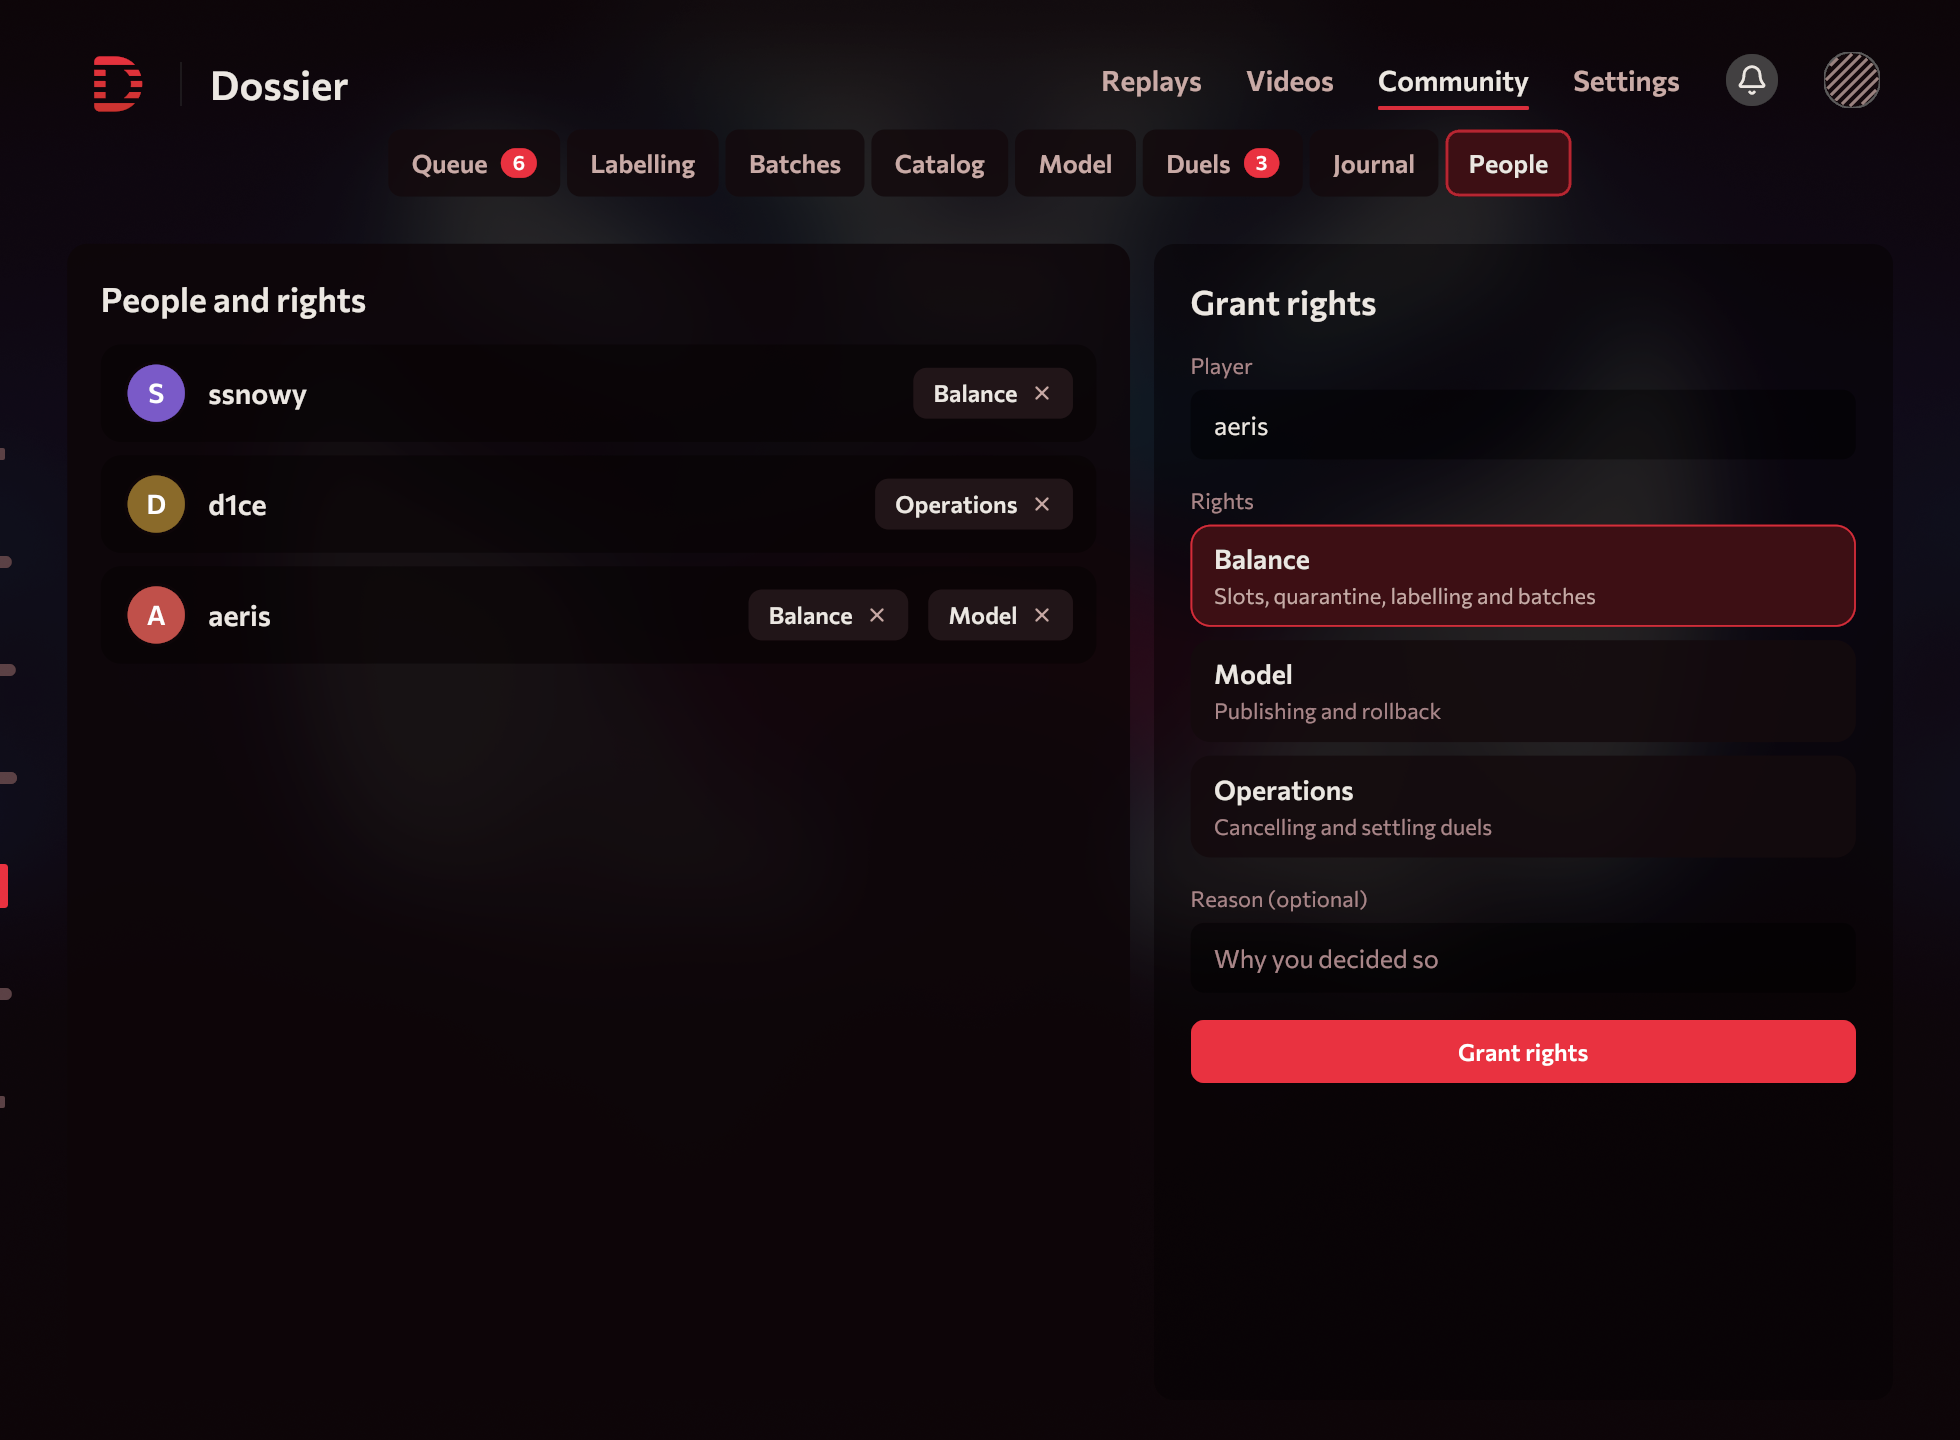 Dossier
Replays
Videos
Community
Settings
Queue 6
Labelling
Batches
Catalog
Model
Duels 3
Journal
People
People and rights
S ssnowy Balance
D d1ce Operations
A aeris Balance Model
Grant rights
Player
aeris
Rights
Balance
Slots, quarantine, labelling and batches
Model
Publishing and rollback
Operations
Cancelling and settling duels
Reason (optional)
Why you decided so
Grant rights